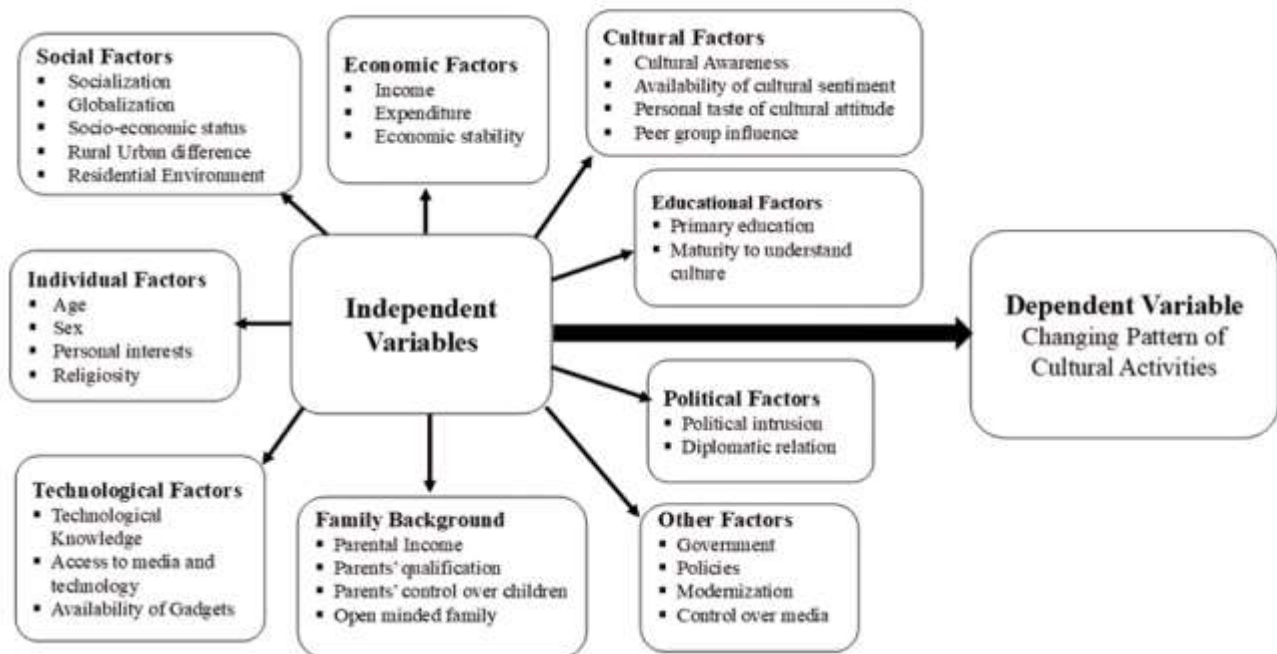 Social Factors
▪ Socialization
▪ Globalization
▪ Socio-economic status
▪ Rural Urban difference
▪ Residential Environment
Economic Factors
▪ Income
▪ Expenditure
▪ Economic stability
Cultural Factors
▪ Cultural Awareness
▪ Availability of cultural sentiment
▪ Personal taste of cultural attitude
▪ Peer group influence
Educational Factors
▪ Primary education
▪ Maturity to understand
culture
Individual Factors
▪ Age
▪ Sex
▪ Personal interests
▪ Religiosity
Independent
Variables
Dependent Variable
Changing Pattern of
Cultural Activities
Political Factors
▪ Political intrusion
▪ Diplomatic relation
Technological Factors
▪ Technological
Knowledge
▪ Access to media and
technology
▪ Availability of Gadgets
Family Background
▪ Parental Income
▪ Parents' qualification
▪ Parents' control over children
▪ Open minded family
Other Factors
▪ Government
▪ Policies
▪ Modernization
▪ Control over media